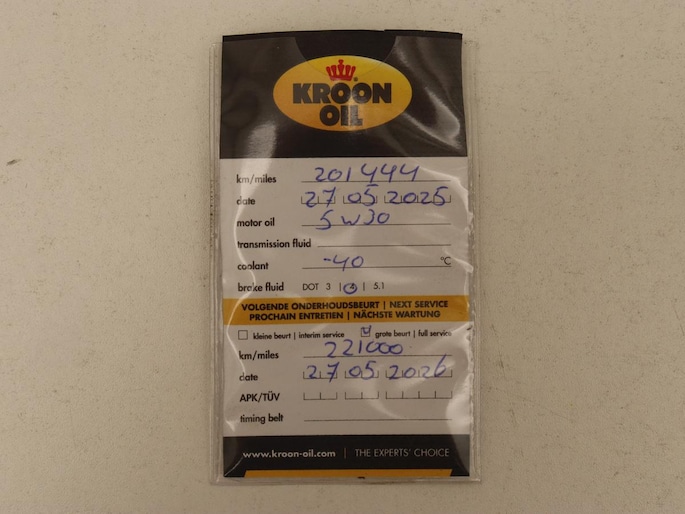 KROON
OIL
km/miles 201444
date 27 05 2025
motor oil 5W30
transmission fluid
coolant -40 °C
brake fluid DOT 3 | 4 | 5.1
VOLGENDE ONDERHOUDSBEURT | NEXT SERVICE
PROCHAIN ENTRETIEN | NÄCHSTE WARTUNG
kleine beurt | interim service grote beurt | full service
km/miles 221000
date 27 05 2026
APK/TÜV
timing belt
www.kroon-oil.com | THE EXPERTS' CHOICE